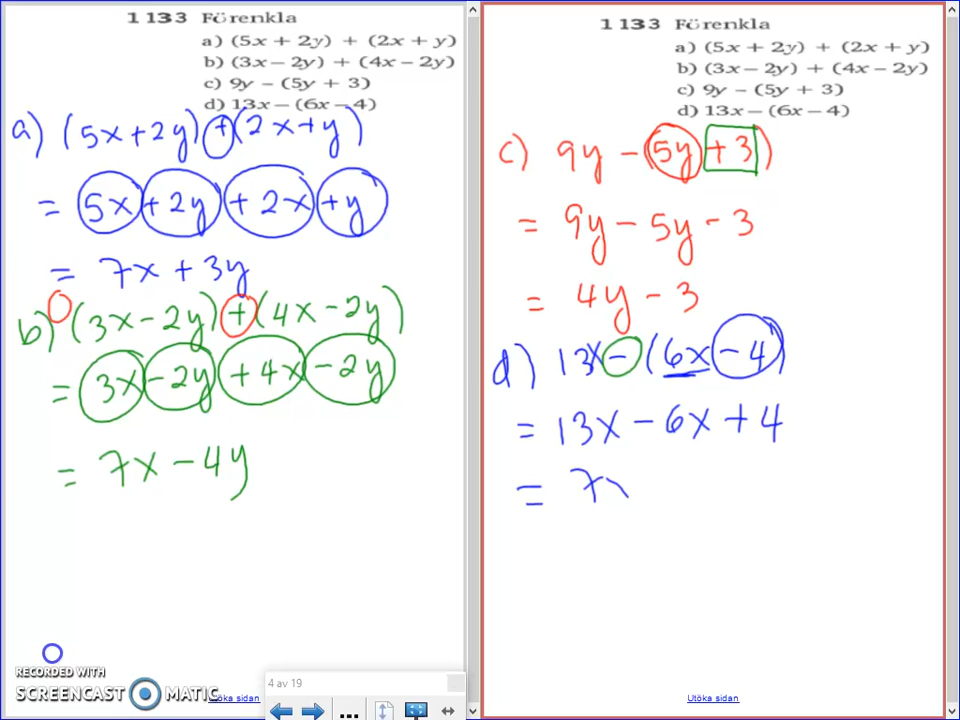 1133 Förenkla
a) (5x + 2y) + (2x + y)
b) (3x − 2y) + (4x − 2y)
c) 9y − (5y + 3)
d) 13x − (6x − 4)
a) (5x+2y)+(2x+y)
= 5x+2y+2x+y
= 7x+3y
b) (3x−2y)+(4x−2y)
= 3x−2y+4x−2y
= 7x−4y
RECORDED WITH
SCREENCAST MATIC
Utöka sidan
4 av 19
...
1133 Förenkla
a) (5x + 2y) + (2x + y)
b) (3x − 2y) + (4x − 2y)
c) 9y − (5y + 3)
d) 13x − (6x − 4)
c) 9y −(5y+3)
= 9y−5y−3
= 4y−3
d) 13x−(6x−4)
= 13x−6x+4
= 7x
Utöka sidan